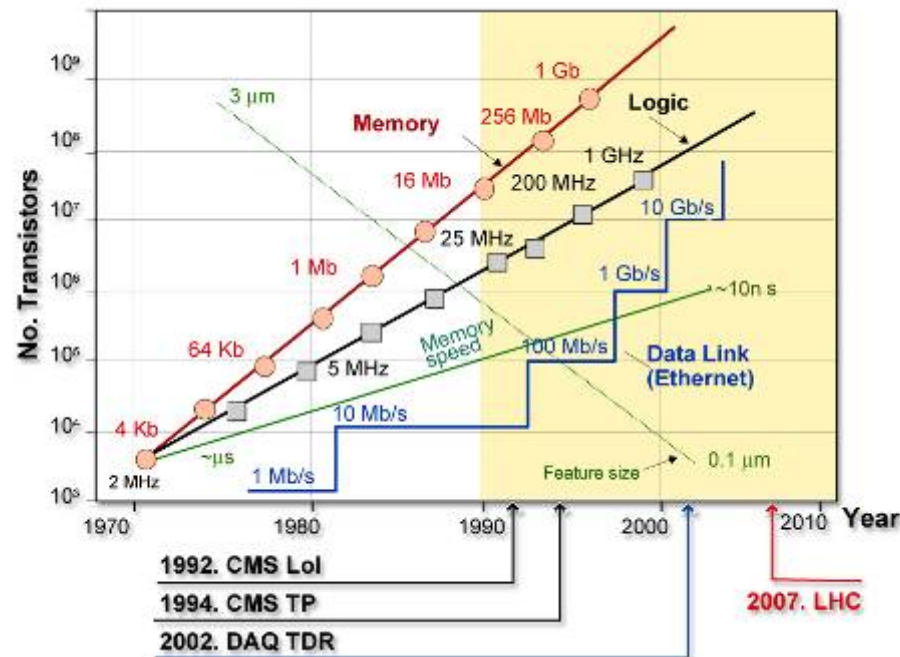 No. Transistors
10⁹
10⁸
10⁷
10⁶
10⁵
10⁴
10³
3 μm
1 Gb
Memory
256 Mb
Logic
1 GHz
16 Mb
200 MHz
10 Gb/s
25 MHz
1 Mb
1 Gb/s
~10n s
Memory
speed
64 Kb
5 MHz
100 Mb/s
Data Link
(Ethernet)
10 Mb/s
4 Kb
~μs
2 MHz
1 Mb/s
Feature size
0.1 μm
1970
1980
1990
2000
2010
Year
1992. CMS LoI
1994. CMS TP
2007. LHC
2002. DAQ TDR